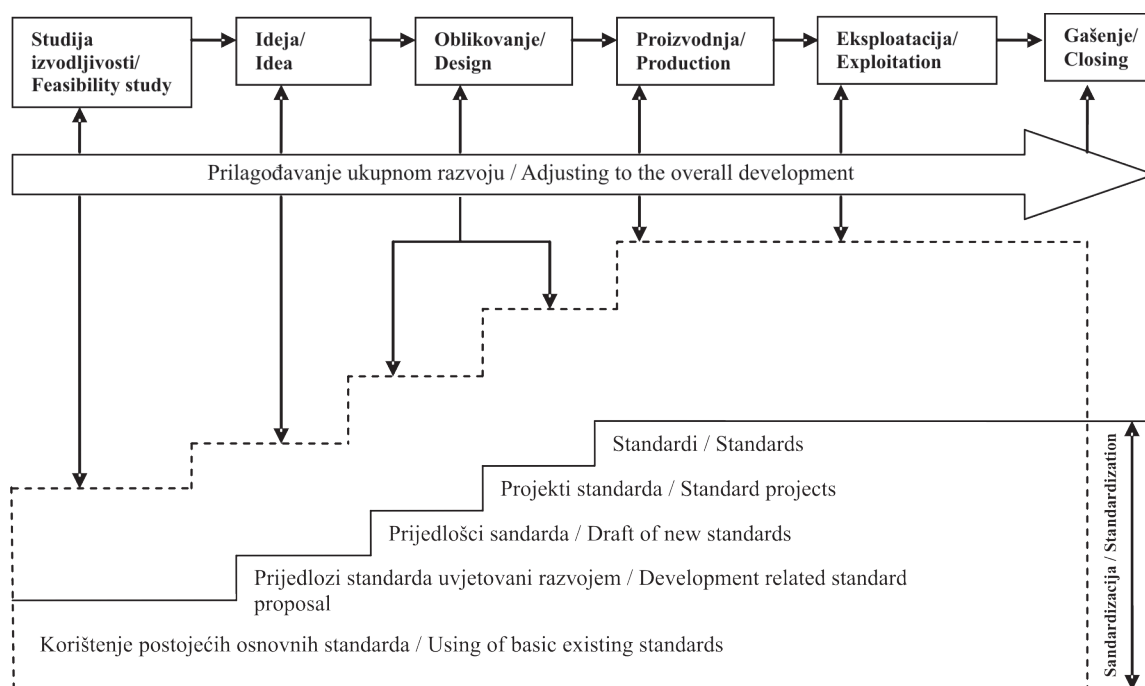 Studija
izvodljivosti/
Feasibility study
Ideja/
Idea
Oblikovanje/
Design
Proizvodnja/
Production
Eksploatacija/
Exploitation
Gašenje/
Closing
Prilagođavanje ukupnom razvoju / Adjusting to the overall development
Standardi / Standards
Projekti standarda / Standard projects
Prijedlošci sandarda / Draft of new standards
Prijedlozi standarda uvjetovani razvojem / Development related standard
proposal
Korištenje postojećih osnovnih standarda / Using of basic existing standards
Sandardizacija / Standardization